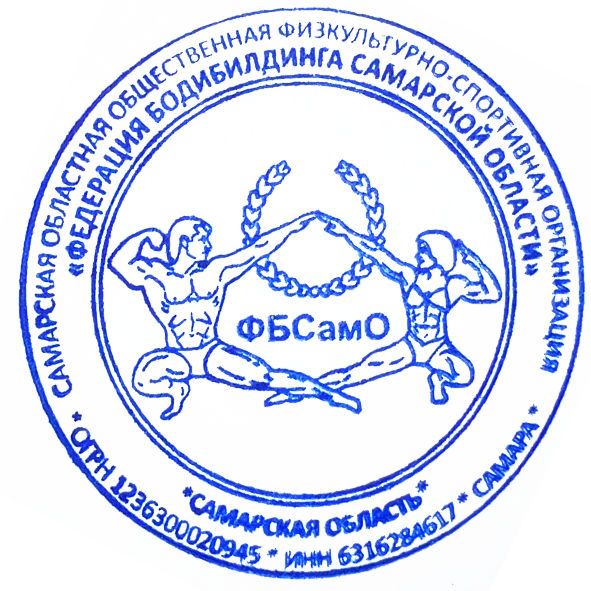 САМАРСКАЯ ОБЛАСТНАЯ ОБЩЕСТВЕННАЯ ФИЗКУЛЬТУРНО-СПОРТИВНАЯ ОРГАНИЗАЦИЯ
«ФЕДЕРАЦИЯ БОДИБИЛДИНГА САМАРСКОЙ ОБЛАСТИ»
ФБСамО
*САМАРСКАЯ ОБЛАСТЬ*
* ОГРН 1236300020945 * ИНН 6316284617 * САМАРА *